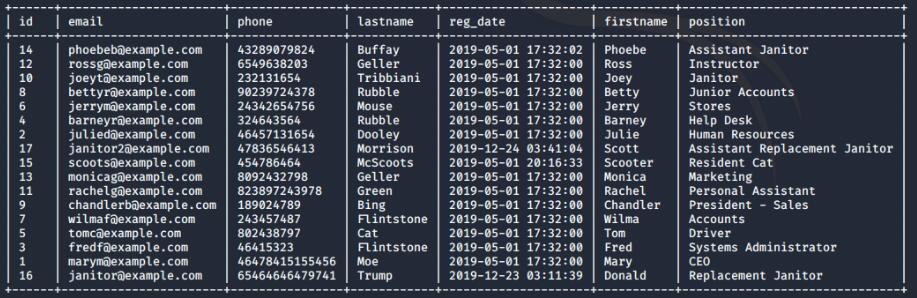 | id | email | phone | lastname | reg_date | firstname | position |
| 14 | phoebeb@example.com | 43289079824 | Buffay | 2019-05-01 17:32:02 | Phoebe | Assistant Janitor |
| 12 | rossg@example.com | 6549638203 | Geller | 2019-05-01 17:32:00 | Ross | Instructor |
| 10 | joeyt@example.com | 232131654 | Tribbiani | 2019-05-01 17:32:00 | Joey | Janitor |
| 8 | bettyr@example.com | 90239724378 | Rubble | 2019-05-01 17:32:00 | Betty | Junior Accounts |
| 6 | jerrym@example.com | 24342654756 | Mouse | 2019-05-01 17:32:00 | Jerry | Stores |
| 4 | barneyr@example.com | 324643564 | Rubble | 2019-05-01 17:32:00 | Barney | Help Desk |
| 2 | julied@example.com | 46457131654 | Dooley | 2019-05-01 17:32:00 | Julie | Human Resources |
| 17 | janitor2@example.com | 47836546413 | Morrison | 2019-12-24 03:41:04 | Scott | Assistant Replacement Janitor |
| 15 | scoots@example.com | 454786464 | McScoots | 2019-05-01 20:16:33 | Scooter | Resident Cat |
| 13 | monicag@example.com | 8092432798 | Geller | 2019-05-01 17:32:00 | Monica | Marketing |
| 11 | rachelg@example.com | 823897243978 | Green | 2019-05-01 17:32:00 | Rachel | Personal Assistant |
| 9 | chandlerb@example.com | 189024789 | Bing | 2019-05-01 17:32:00 | Chandler | President - Sales |
| 7 | wilmaf@example.com | 243457487 | Flintstone | 2019-05-01 17:32:00 | Wilma | Accounts |
| 5 | tomc@example.com | 802438797 | Cat | 2019-05-01 17:32:00 | Tom | Driver |
| 3 | fredf@example.com | 46415323 | Flintstone | 2019-05-01 17:32:00 | Fred | Systems Administrator |
| 1 | marym@example.com | 46478415155456 | Moe | 2019-05-01 17:32:00 | Mary | CEO |
| 16 | janitor@example.com | 65464646479741 | Trump | 2019-12-23 03:11:39 | Donald | Replacement Janitor |